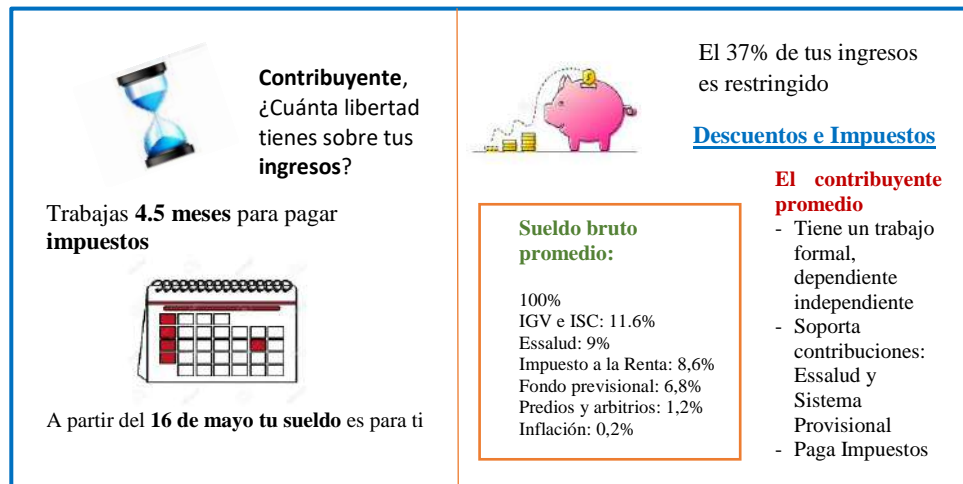 Contribuyente,
¿Cuánta libertad
tienes sobre tus
ingresos?
Trabajas 4.5 meses para pagar
impuestos
A partir del 16 de mayo tu sueldo es para ti
El 37% de tus ingresos
es restringido
Descuentos e Impuestos
Sueldo bruto
promedio:
100%
IGV e ISC: 11.6%
Essalud: 9%
Impuesto a la Renta: 8,6%
Fondo previsional: 6,8%
Predios y arbitrios: 1,2%
Inflación: 0,2%
El contribuyente
promedio
- Tiene un trabajo
formal,
dependiente
independiente
- Soporta
contribuciones:
Essalud y
Sistema
Provisional
- Paga Impuestos